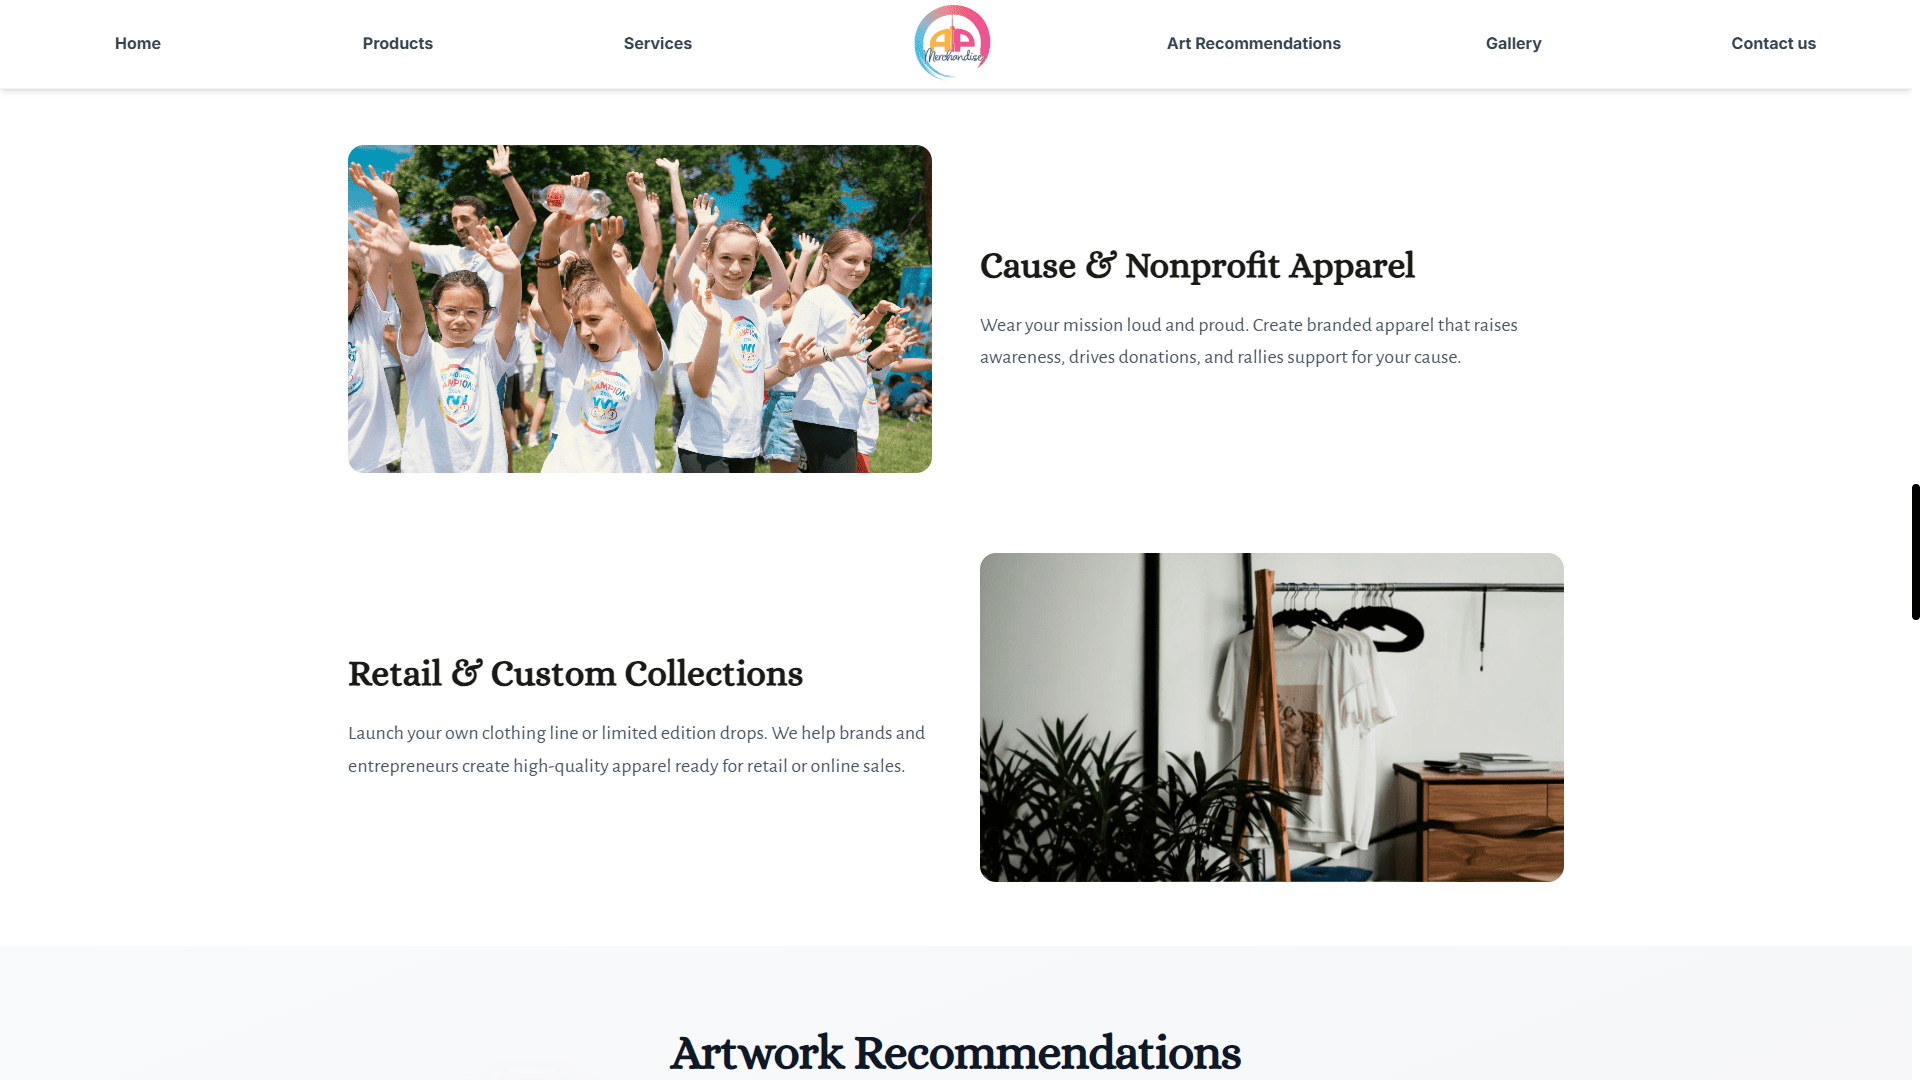 Home
Products
Services
AP
Merchandise
Art Recommendations
Gallery
Contact us
Cause & Nonprofit Apparel
Wear your mission loud and proud. Create branded apparel that raises
awareness, drives donations, and rallies support for your cause.
Retail & Custom Collections
Launch your own clothing line or limited edition drops. We help brands and
entrepreneurs create high-quality apparel ready for retail or online sales.
Artwork Recommendations